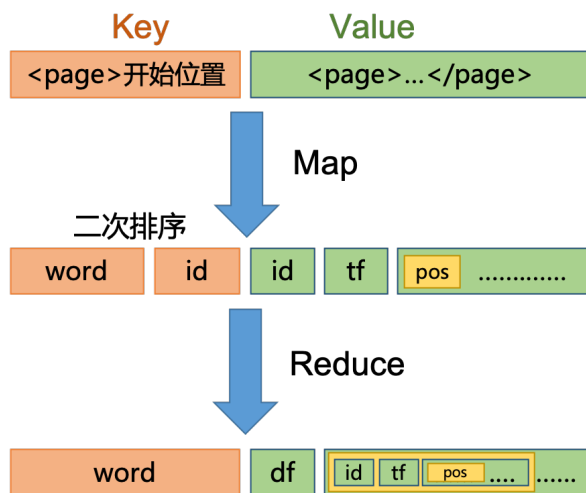 Key Value
<page>开始位置 <page>...</page>
Map
二次排序
word id id tf pos .............
Reduce
word df id tf pos .... ......